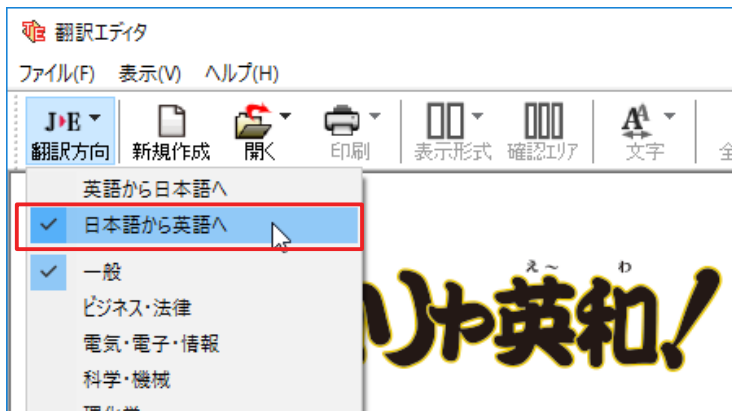 翻訳エディタ
ファイル(F) 表示(V) ヘルプ(H)
J▸E
翻訳方向 新規作成 開く 印刷 表示形式 確認エリア 文字 全
英語から日本語へ
日本語から英語へ
一般
ビジネス・法律
電気・電子・情報
科学・機械
え~ わ
りゃ英和!